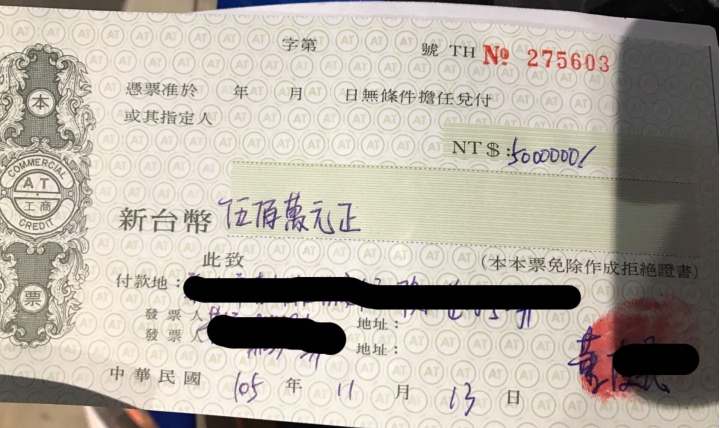 字第 號 TH № 275603
憑票準於 年 月 日無條件擔任兌付
或其指定人
NT$:5000000/
新台幣 伍佰萬元正
此致
(本本票免除作成拒絕證書)
付款地:
發票人 地址:
發票人 地址:
中華民國 105 年 11 月 13 日
本
COMMERCIAL
AT
工商
CREDIT
票